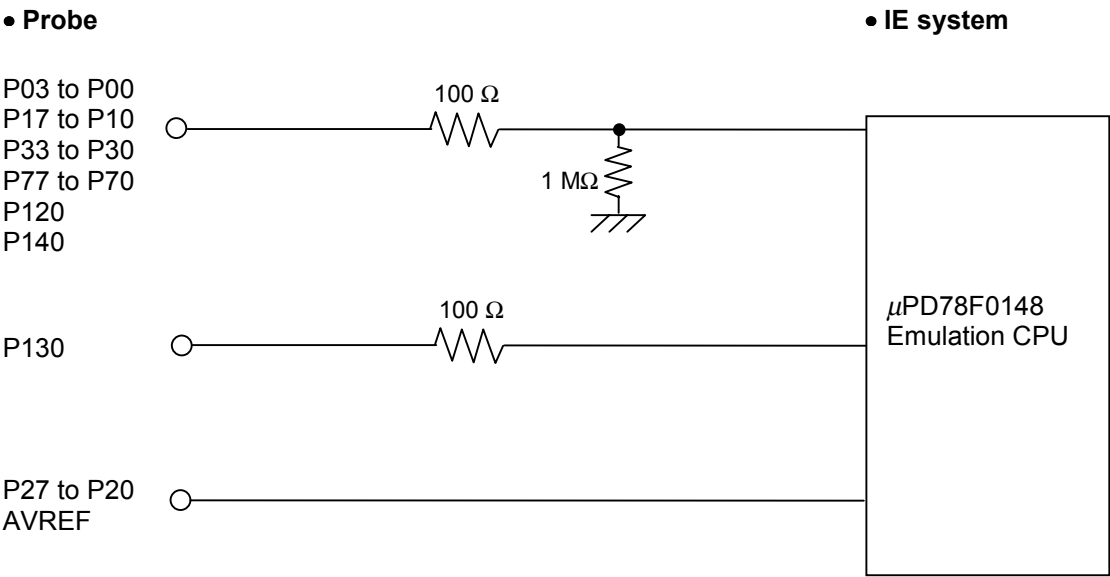 • Probe
• IE system
P03 to P00
P17 to P10
P33 to P30
P77 to P70
P120
P140
100 Ω
1 MΩ
P130
100 Ω
μPD78F0148
Emulation CPU
P27 to P20
AVREF